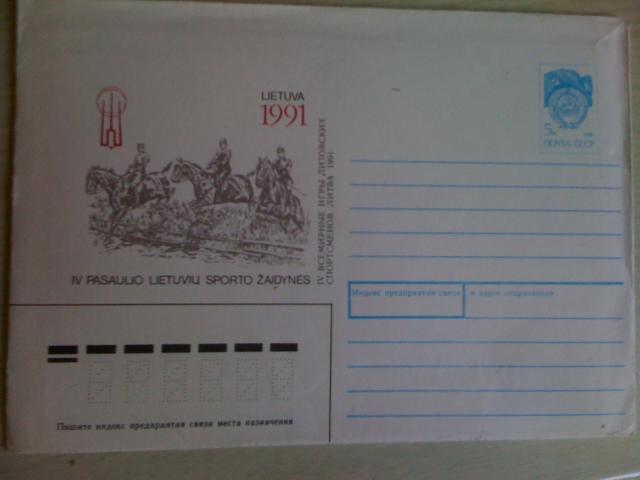 LIETUVA
1991
IV PASAULIO LIETUVIŲ SPORTO ŽAIDYNĖS
IV ВСЕМИРНЫЕ ИГРЫ ЛИТОВСКИХ
СПОРТСМЕНОВ. ЛИТВА 1991
5к
ПОЧТА СССР
Индекс предприятия связи и адрес отправителя
Пишите индекс предприятия связи места назначения